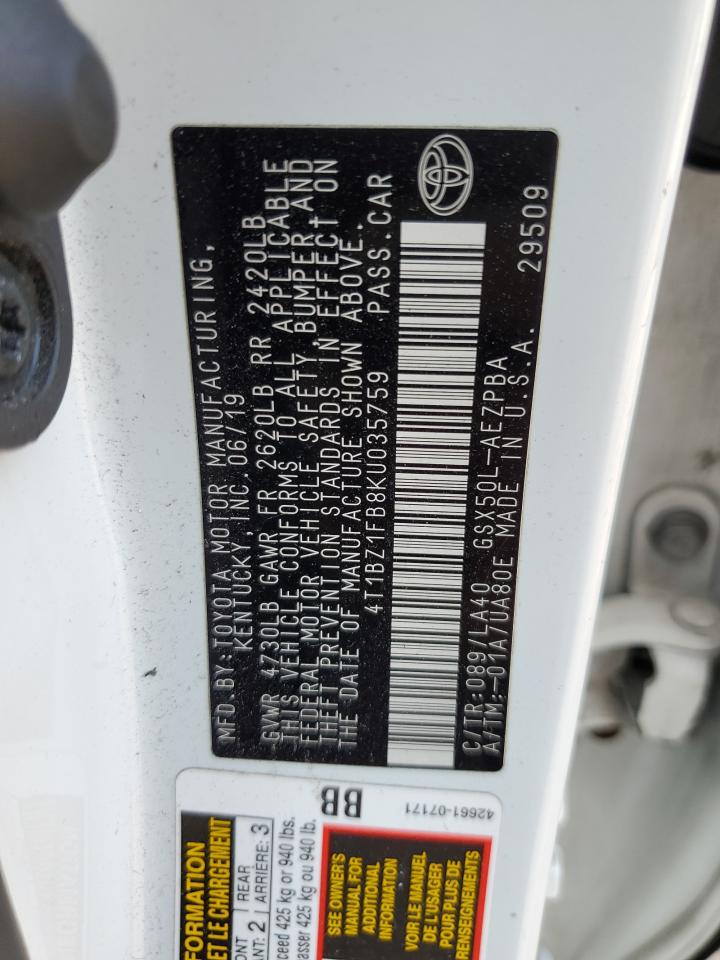 MFD BY: TOYOTA MOTOR MANUFACTURING,
KENTUCKY, INC. 06/19
GVWR 4730LB GAWR FR 2620LB RR 2420LB
THIS VEHICLE CONFORMS TO ALL APPLICABLE
FEDERAL MOTOR VEHICLE SAFETY, BUMPER, AND
THEFT PREVENTION STANDARDS IN EFFECT ON
THE DATE OF MANUFACTURE SHOWN ABOVE.
4T1BZ1FB8KU035759 PASS.CAR
C/TR: 089/LA40 GSX50L-AEZPBA
A/TM:-01A/UA80E MADE IN U.S.A. 29509
BB
42661-07171
ET LE CHARGEMENT
REAR
ARRIÈRE: 3
2
425 kg or 940 lbs.
425 kg ou 940 lb.
SEE OWNER'S
MANUAL FOR
ADDITIONAL
INFORMATION
VOIR LE MANUEL
DE L'USAGER
POUR PLUS DE
RENSEIGNEMENTS